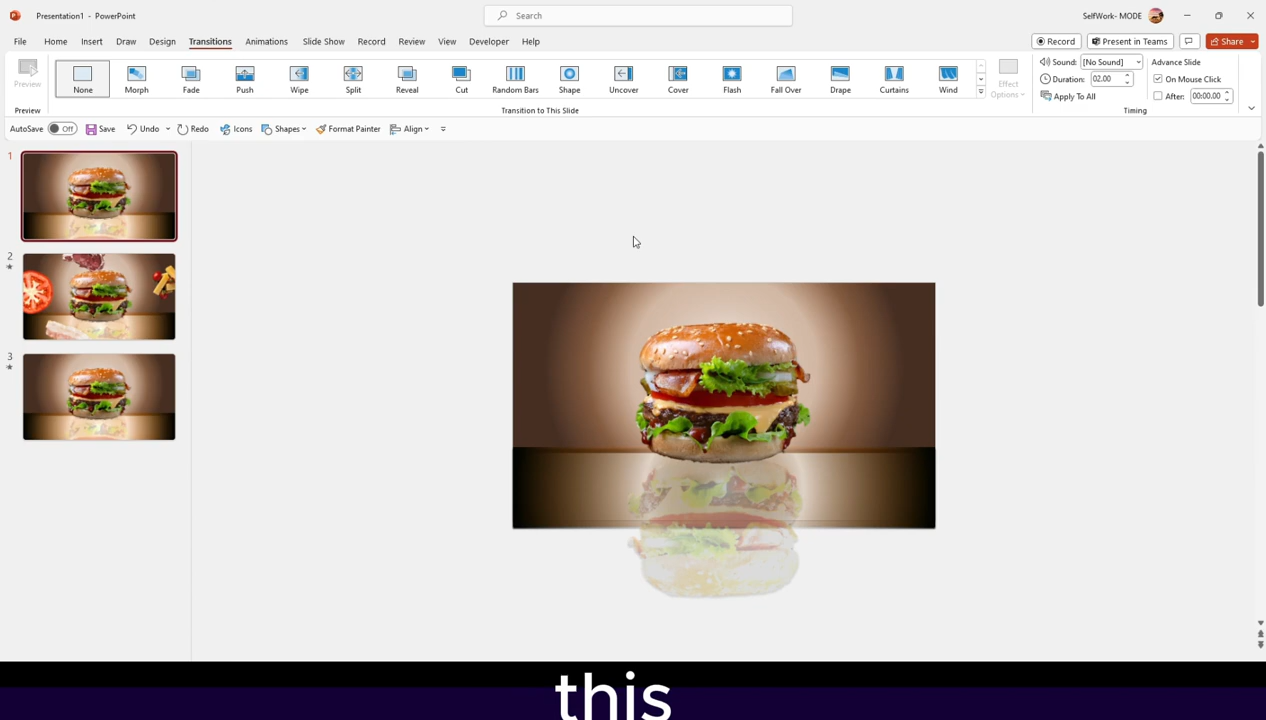 Presentation1 - PowerPoint
Search
SelfWork- MODE
File Home Insert Draw Design Transitions Animations Slide Show Record Review View Developer Help
Record
Present in Teams
Share
Preview
None
Morph
Fade
Push
Wipe
Split
Reveal
Cut
Random Bars
Shape
Uncover
Cover
Flash
Fall Over
Drape
Curtains
Wind
Effect
Options
Sound: [No Sound]
Duration: 02.00
Apply To All
Advance Slide
On Mouse Click
After: 00:00.00
Preview
Transition to This Slide
Timing
AutoSave Off Save Undo Redo Icons Shapes Format Painter Align
1
2
3
this